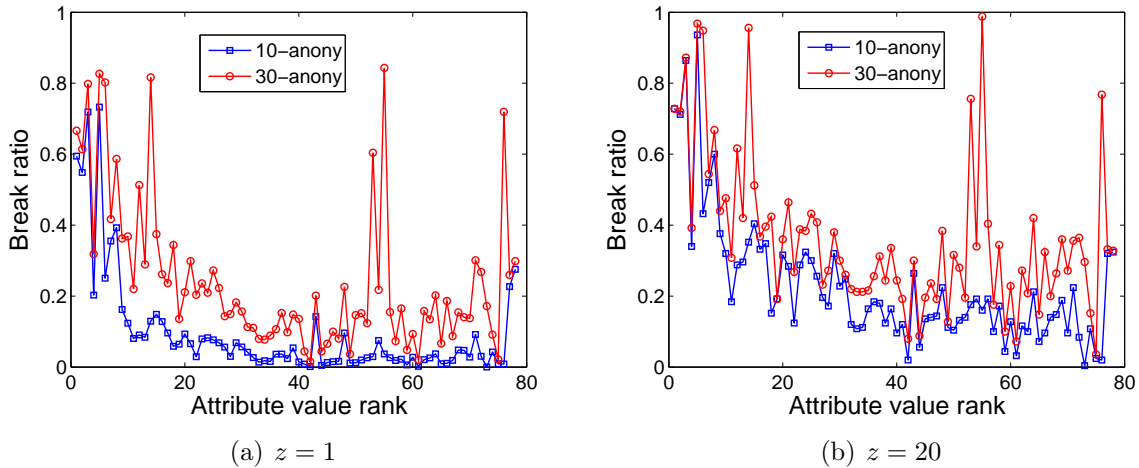 1
0.8
0.6
0.4
0.2
0
0 20 40 60 80
Break ratio
Attribute value rank
10−anony
30−anony
(a) z = 1
1
0.8
0.6
0.4
0.2
0
0 20 40 60 80
Break ratio
Attribute value rank
10−anony
30−anony
(b) z = 20